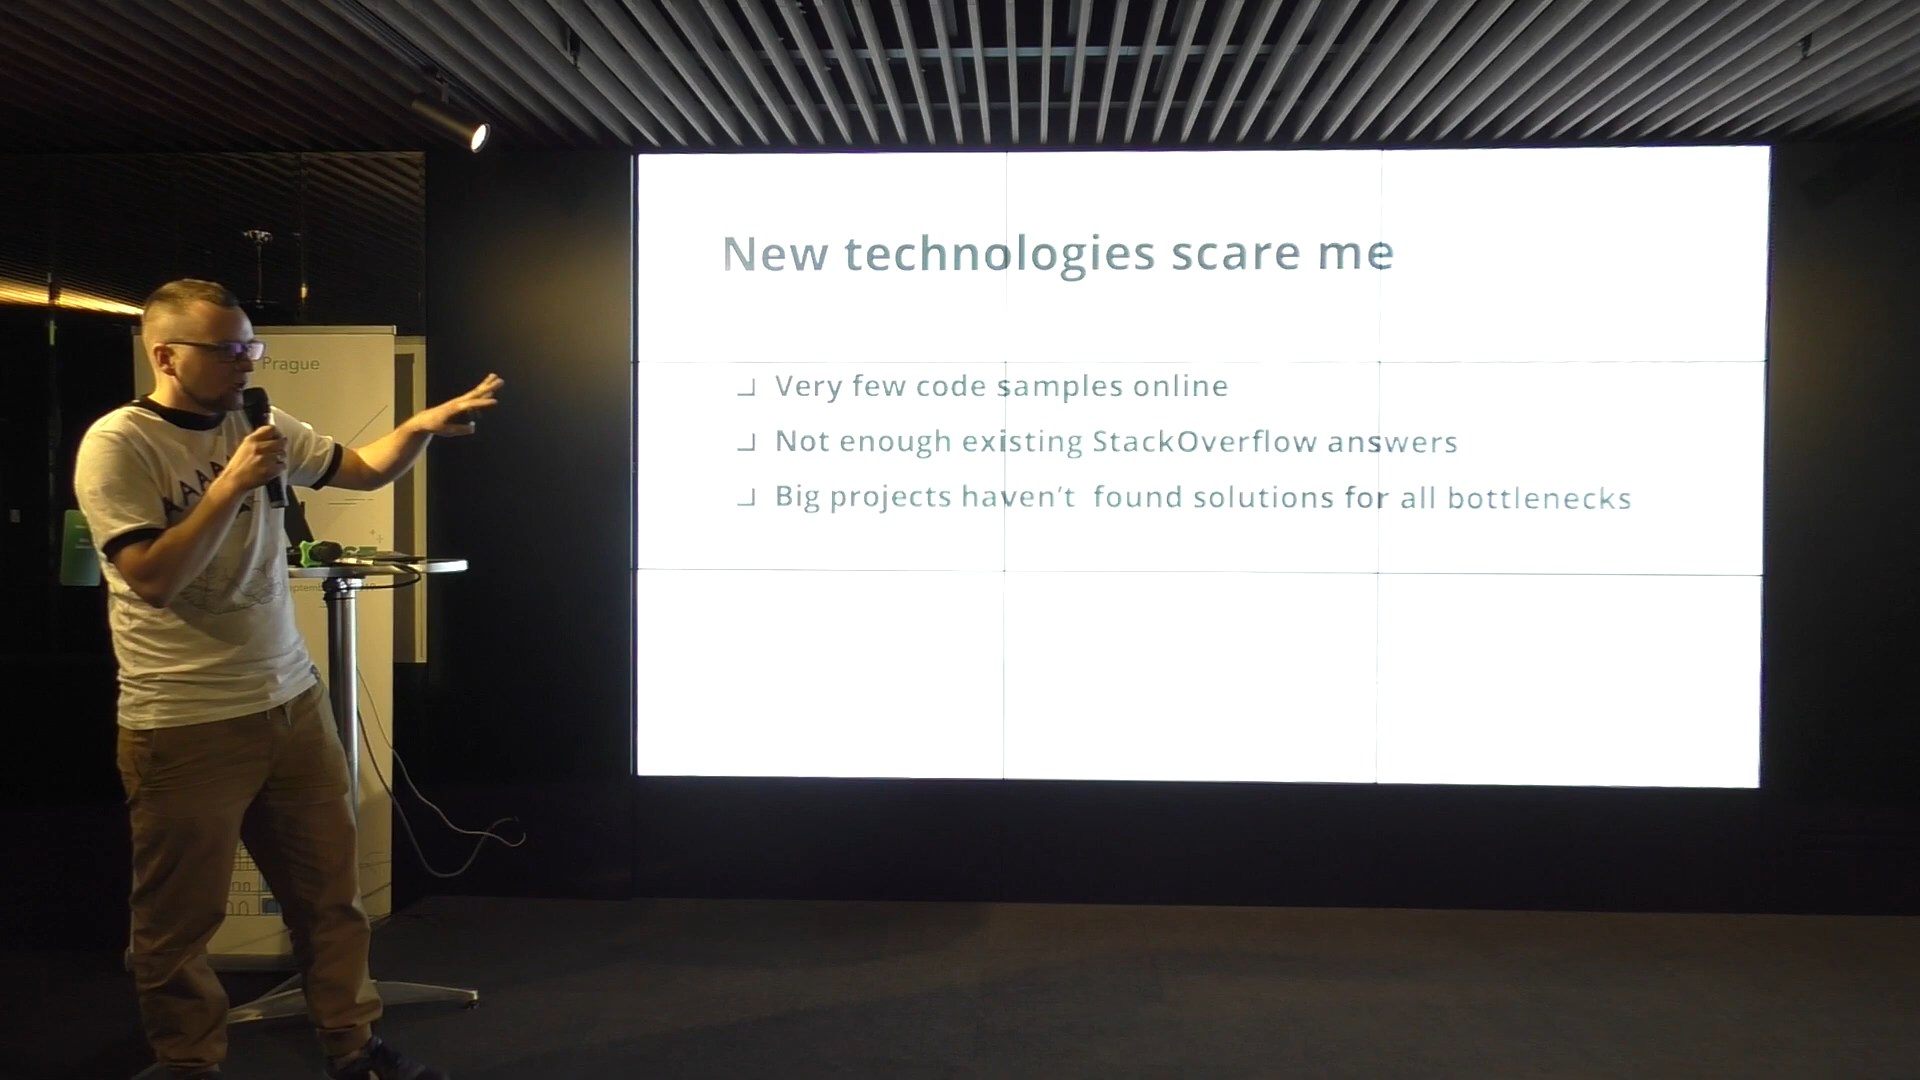 New technologies scare me
Very few code samples online
Not enough existing StackOverflow answers
Big projects haven't found solutions for all bottlenecks
Prague